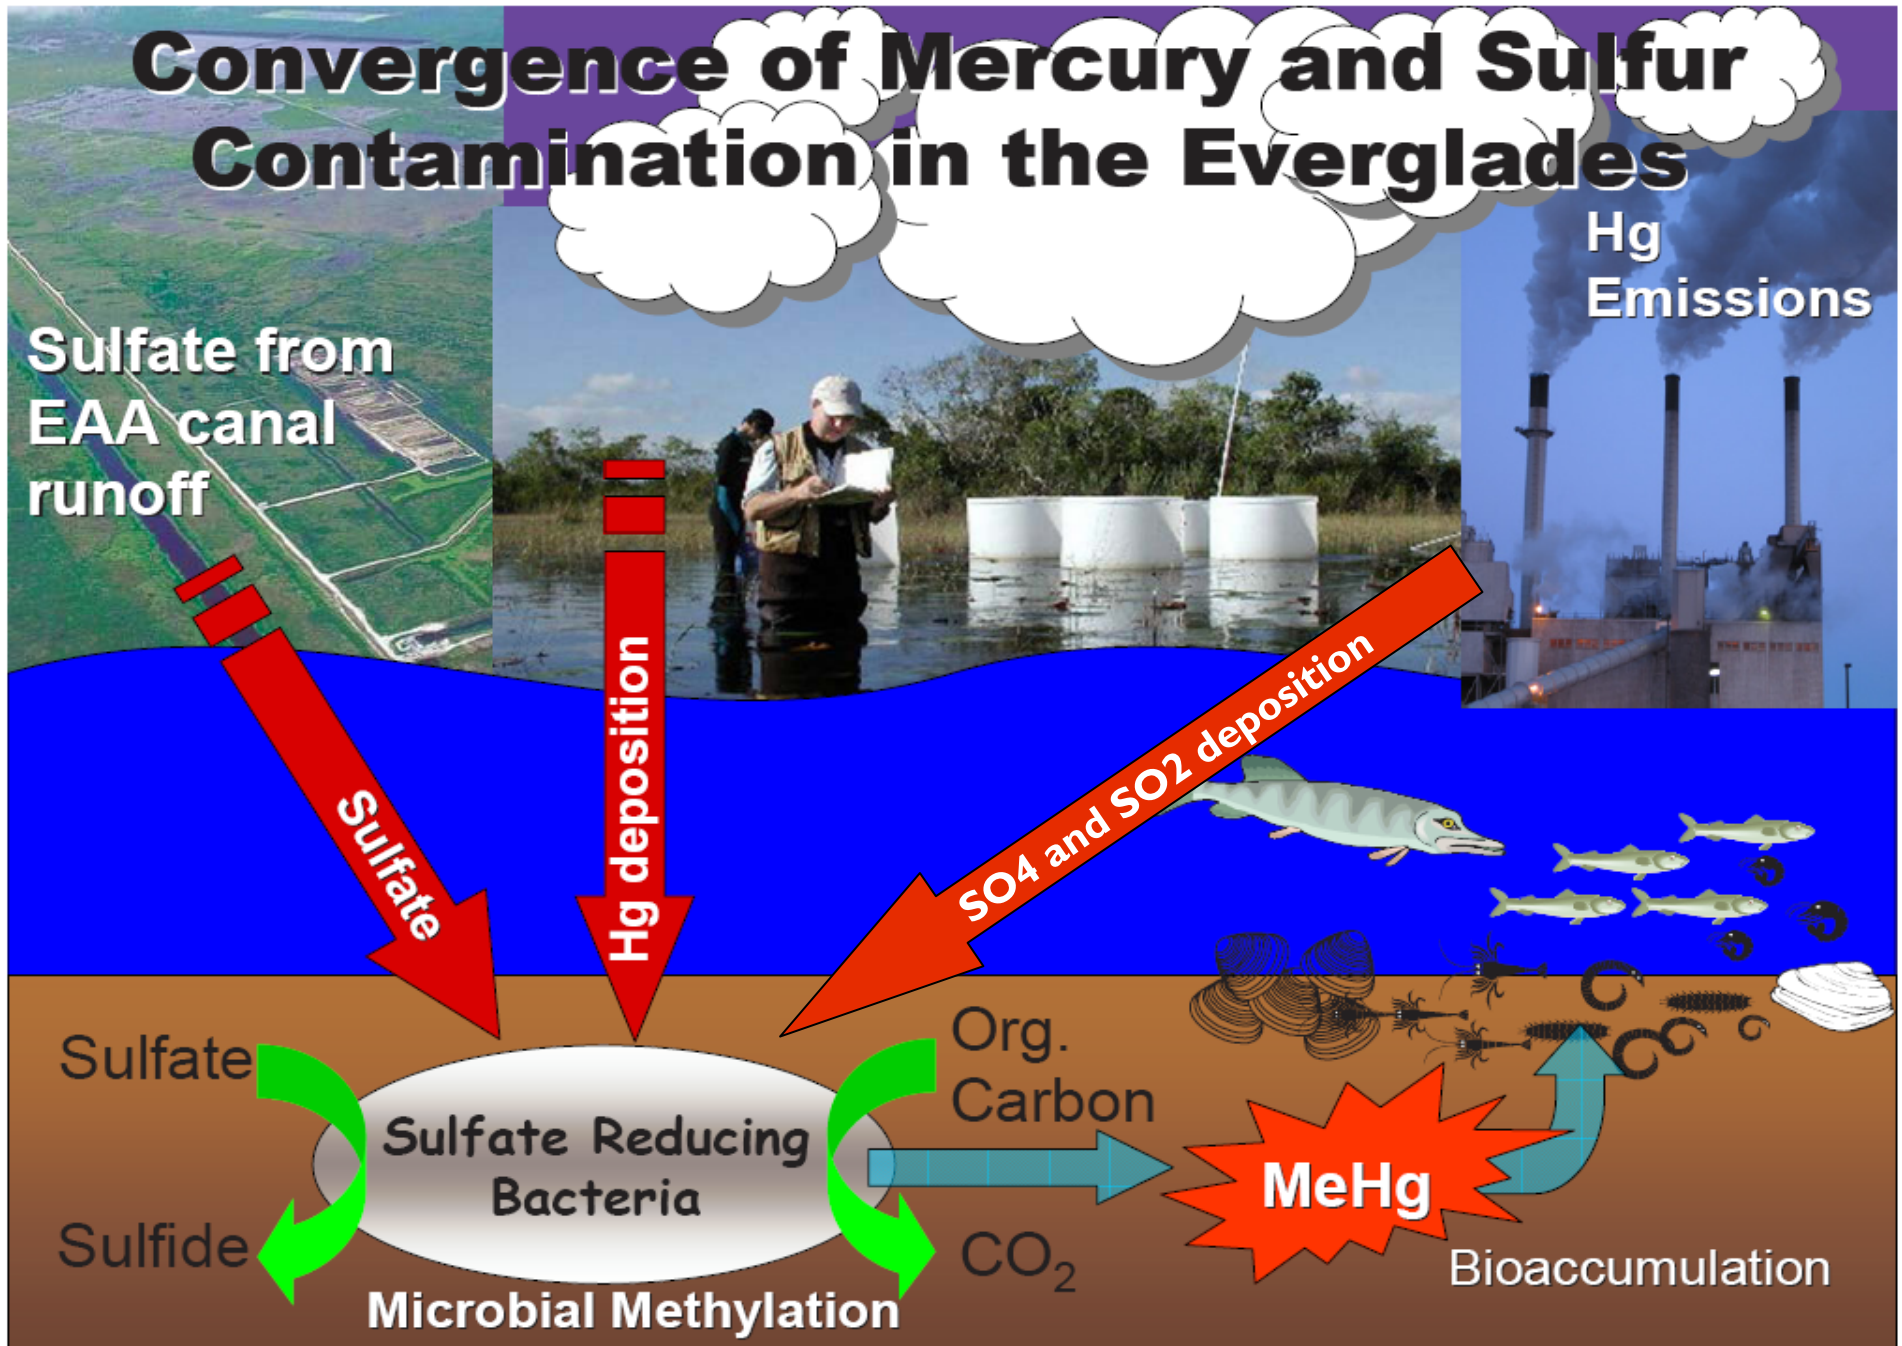 Convergence of Mercury and Sulfur
Contamination in the Everglades
Hg
Emissions
Sulfate from
EAA canal
runoff
Sulfate
Hg deposition
SO4 and SO2 deposition
Sulfate
Org.
Carbon
Sulfate Reducing
Bacteria
MeHg
Sulfide
CO₂
Bioaccumulation
Microbial Methylation